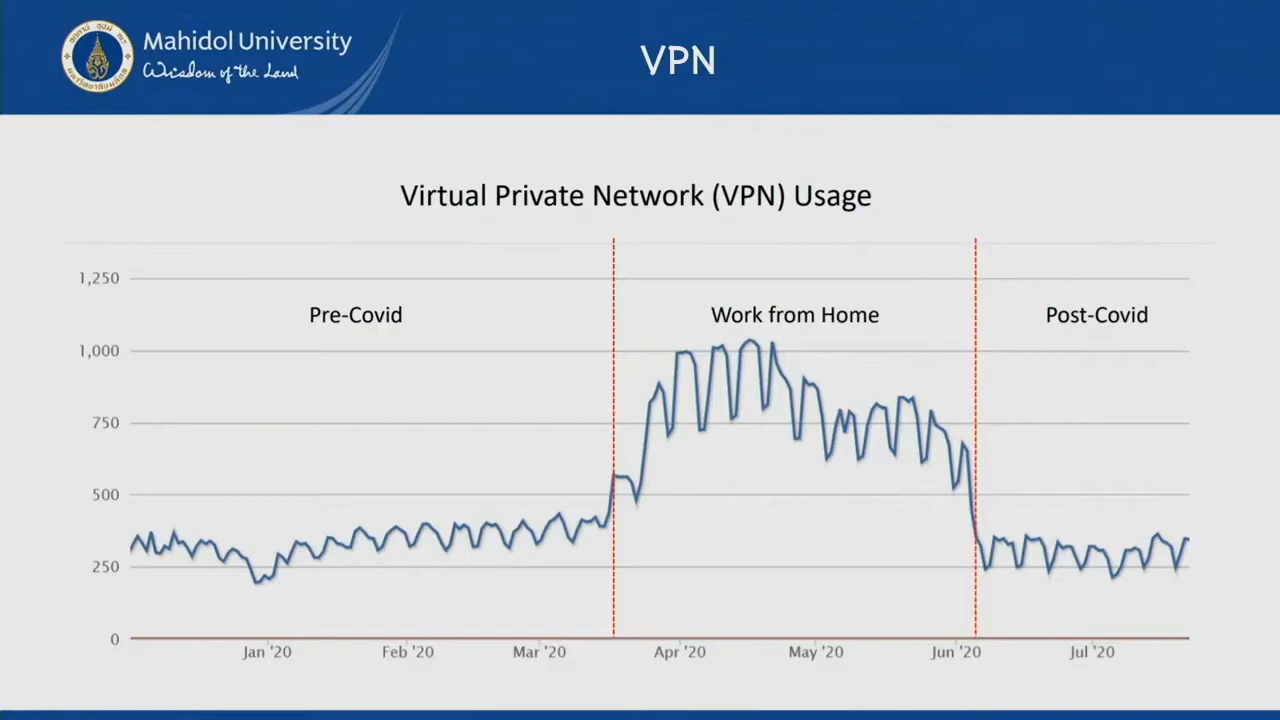 Mahidol University
Wisdom of the Land
VPN
Virtual Private Network (VPN) Usage
1,250
Pre-Covid
Work from Home
Post-Covid
1,000
750
500
250
0
Jan '20
Feb '20
Mar '20
Apr '20
May '20
Jun '20
Jul '20